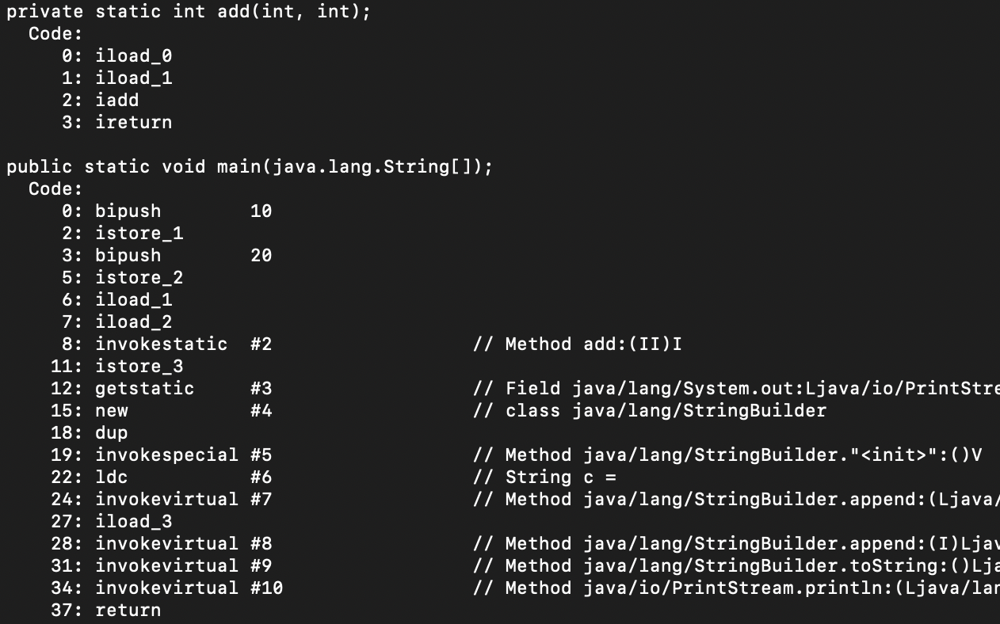 private static int add(int, int);
  Code:
     0: iload_0
     1: iload_1
     2: iadd
     3: ireturn

public static void main(java.lang.String[]);
  Code:
     0: bipush        10
     2: istore_1
     3: bipush        20
     5: istore_2
     6: iload_1
     7: iload_2
     8: invokestatic  #2                  // Method add:(II)I
    11: istore_3
    12: getstatic     #3                  // Field java/lang/System.out:Ljava/io/PrintStre
    15: new           #4                  // class java/lang/StringBuilder
    18: dup
    19: invokespecial #5                  // Method java/lang/StringBuilder."<init>":()V
    22: ldc           #6                  // String c =
    24: invokevirtual #7                  // Method java/lang/StringBuilder.append:(Ljava/
    27: iload_3
    28: invokevirtual #8                  // Method java/lang/StringBuilder.append:(I)Ljav
    31: invokevirtual #9                  // Method java/lang/StringBuilder.toString:()Lja
    34: invokevirtual #10                 // Method java/io/PrintStream.println:(Ljava/lan
    37: return